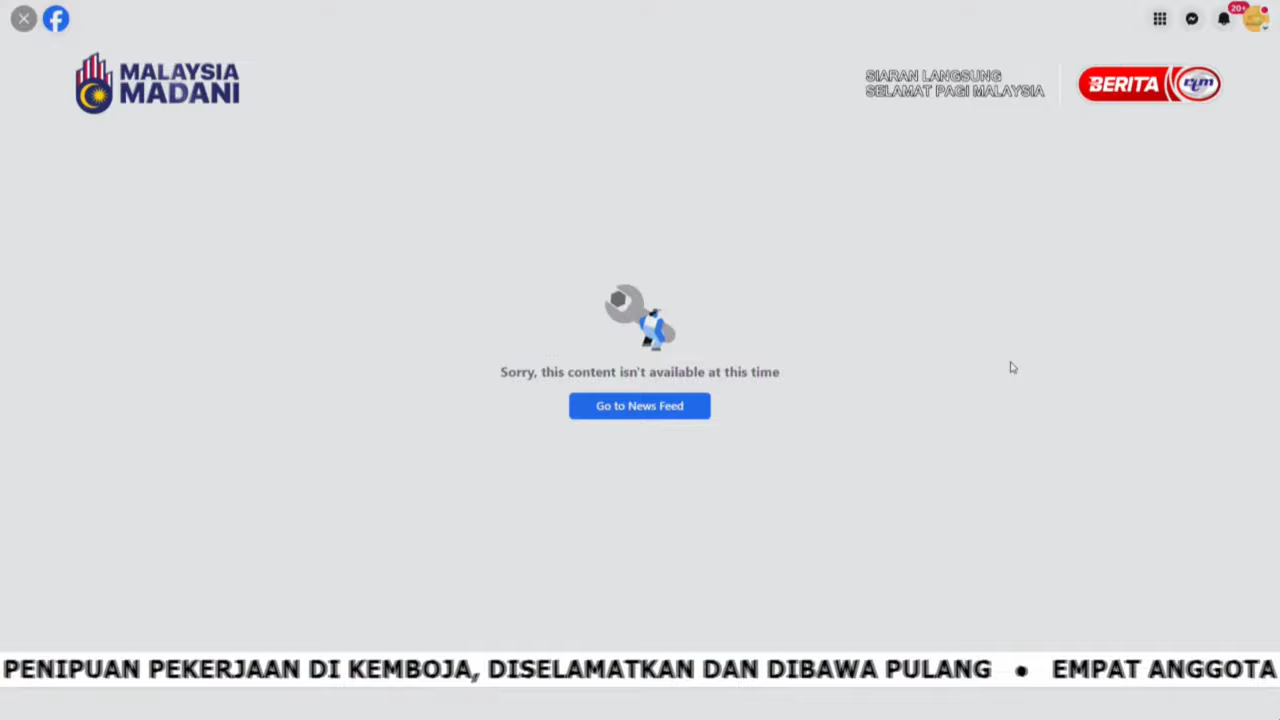 20+
MALAYSIA
MADANI
SIARAN LANGSUNG
SELAMAT PAGI MALAYSIA
BERITA rtm
Sorry, this content isn't available at this time
Go to News Feed
PENIPUAN PEKERJAAN DI KEMBOJA, DISELAMATKAN DAN DIBAWA PULANG • EMPAT ANGGOTA